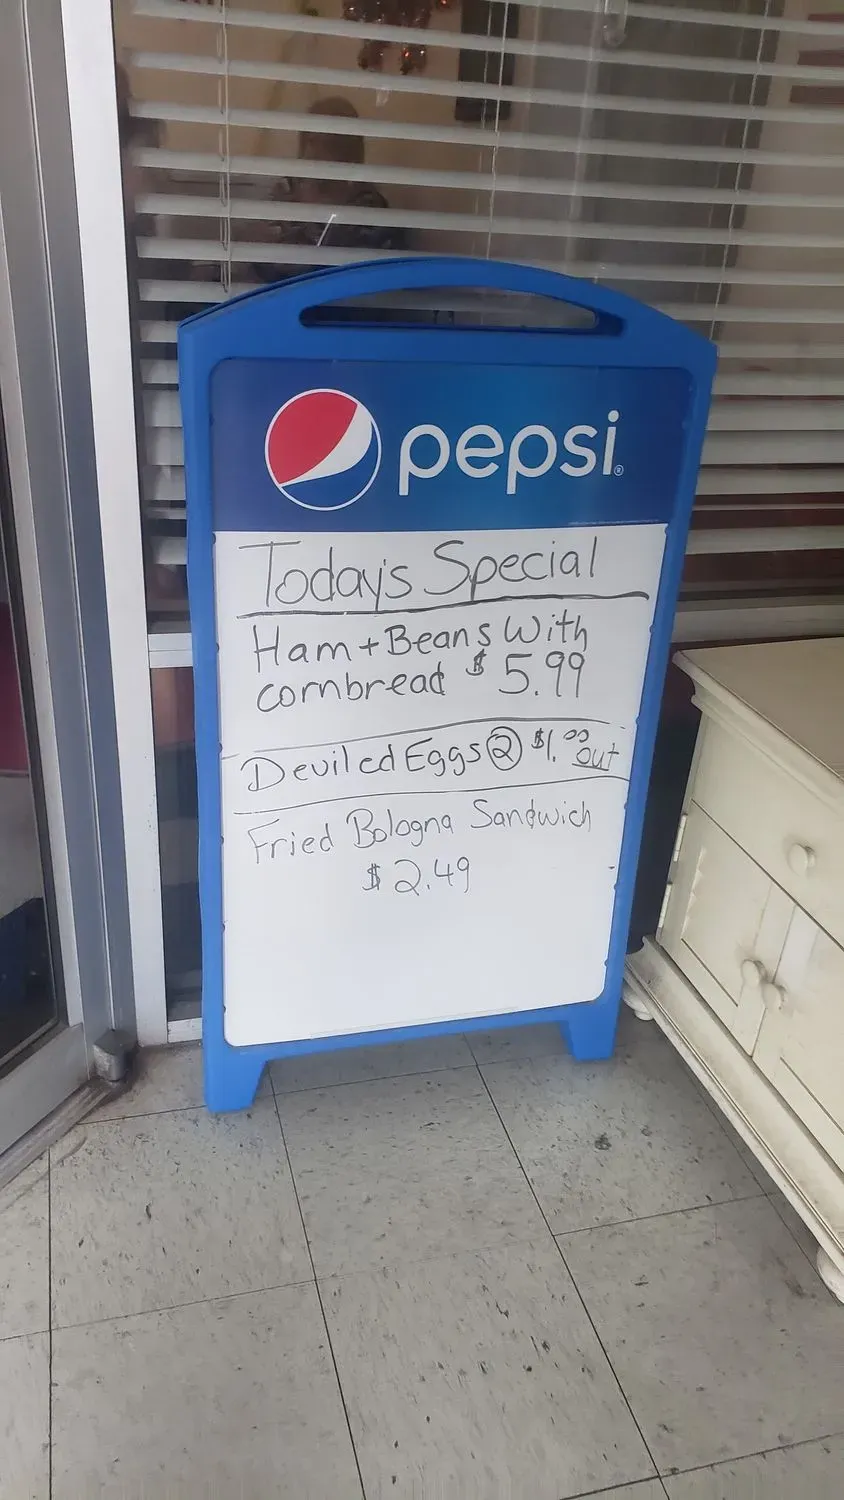 pepsi®
Today's Special
Ham + Beans With
cornbread $5.99
Deviled Eggs ② $1.00 out
Fried Bologna Sandwich
$2.49